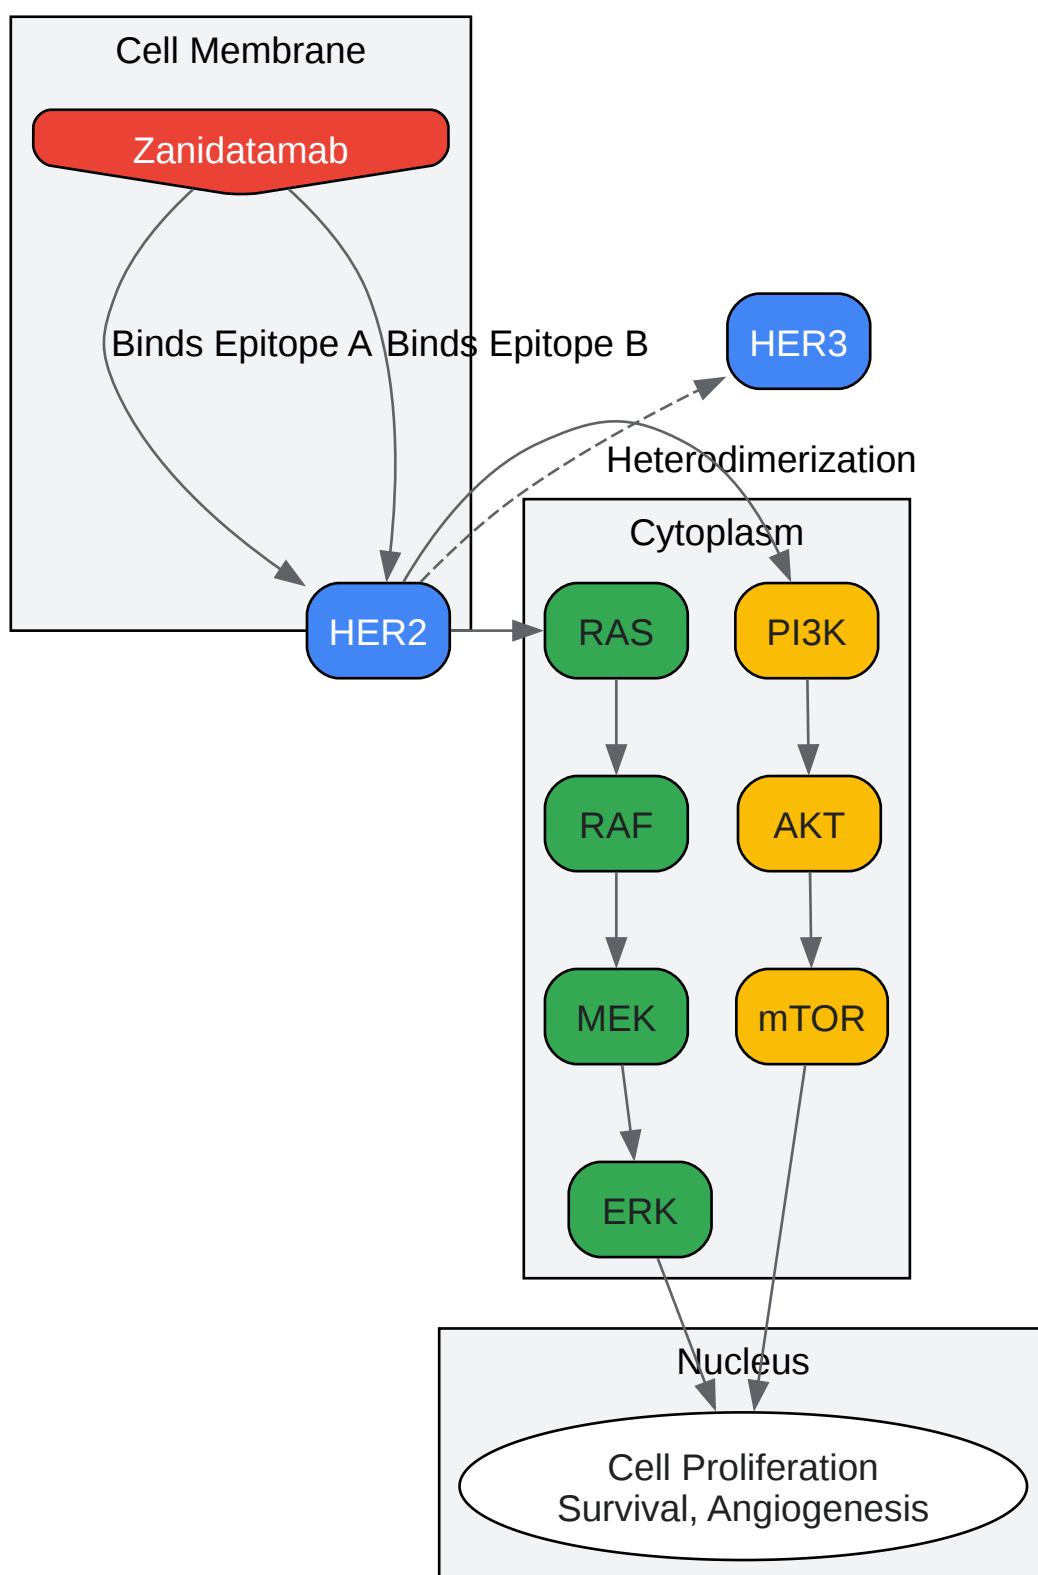 Cell Membrane
Zanidatamab
Binds Epitope A
Binds Epitope B
HER3
Heterodimerization
Cytoplasm
HER2
RAS
PI3K
RAF
AKT
MEK
mTOR
ERK
Nucleus
Cell Proliferation
Survival, Angiogenesis